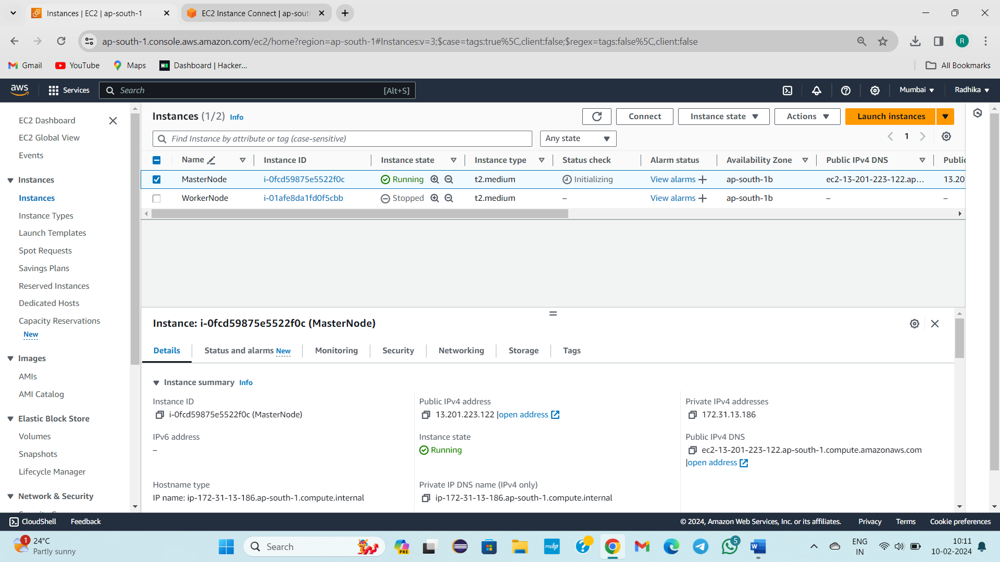 Instances | EC2 | ap-south-1
EC2 Instance Connect | ap-sout
ap-south-1.console.aws.amazon.com/ec2/home?region=ap-south-1#Instances:v=3;$case=tags:true%5C,client:false;$regex=tags:false%5C,client:false
R
Gmail
YouTube
Maps
Dashboard | Hacker...
All Bookmarks
aws
Services
Search
[Alt+S]
Mumbai
Radhika
EC2 Dashboard
EC2 Global View
Events
Instances
Instances
Instance Types
Launch Templates
Spot Requests
Savings Plans
Reserved Instances
Dedicated Hosts
Capacity Reservations
New
Images
AMIs
AMI Catalog
Elastic Block Store
Volumes
Snapshots
Lifecycle Manager
Network & Security
Instances (1/2) Info
Connect
Instance state
Actions
Launch instances
Find Instance by attribute or tag (case-sensitive)
Any state
1
Name Instance ID Instance state Instance type Status check Alarm status Availability Zone Public IPv4 DNS Public
MasterNode i-0fcd59875e5522f0c Running t2.medium Initializing View alarms + ap-south-1b ec2-13-201-223-122.ap... 13.20
WorkerNode i-01afe8da1fd0f5cbb Stopped t2.medium – View alarms + ap-south-1b – –
Instance: i-0fcd59875e5522f0c (MasterNode)
Details
Status and alarms New
Monitoring
Security
Networking
Storage
Tags
Instance summary Info
Instance ID
i-0fcd59875e5522f0c (MasterNode)
Public IPv4 address
13.201.223.122 |open address
Private IPv4 addresses
172.31.13.186
IPv6 address
–
Instance state
Running
Public IPv4 DNS
ec2-13-201-223-122.ap-south-1.compute.amazonaws.com
|open address
Hostname type
IP name: ip-172-31-13-186.ap-south-1.compute.internal
Private IP DNS name (IPv4 only)
ip-172-31-13-186.ap-south-1.compute.internal
CloudShell
Feedback
© 2024, Amazon Web Services, Inc. or its affiliates.
Privacy
Terms
Cookie preferences
1
24°C
Partly sunny
Search
PRE
myhp
5
W
ENG
IN
10:11
10-02-2024